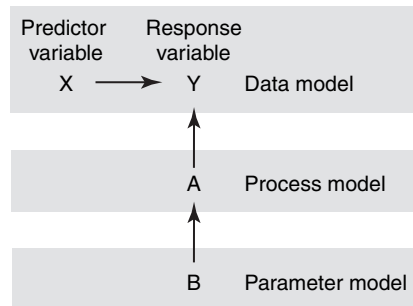 Predictor variable
Response variable
X
Y
Data model
A
Process model
B
Parameter model